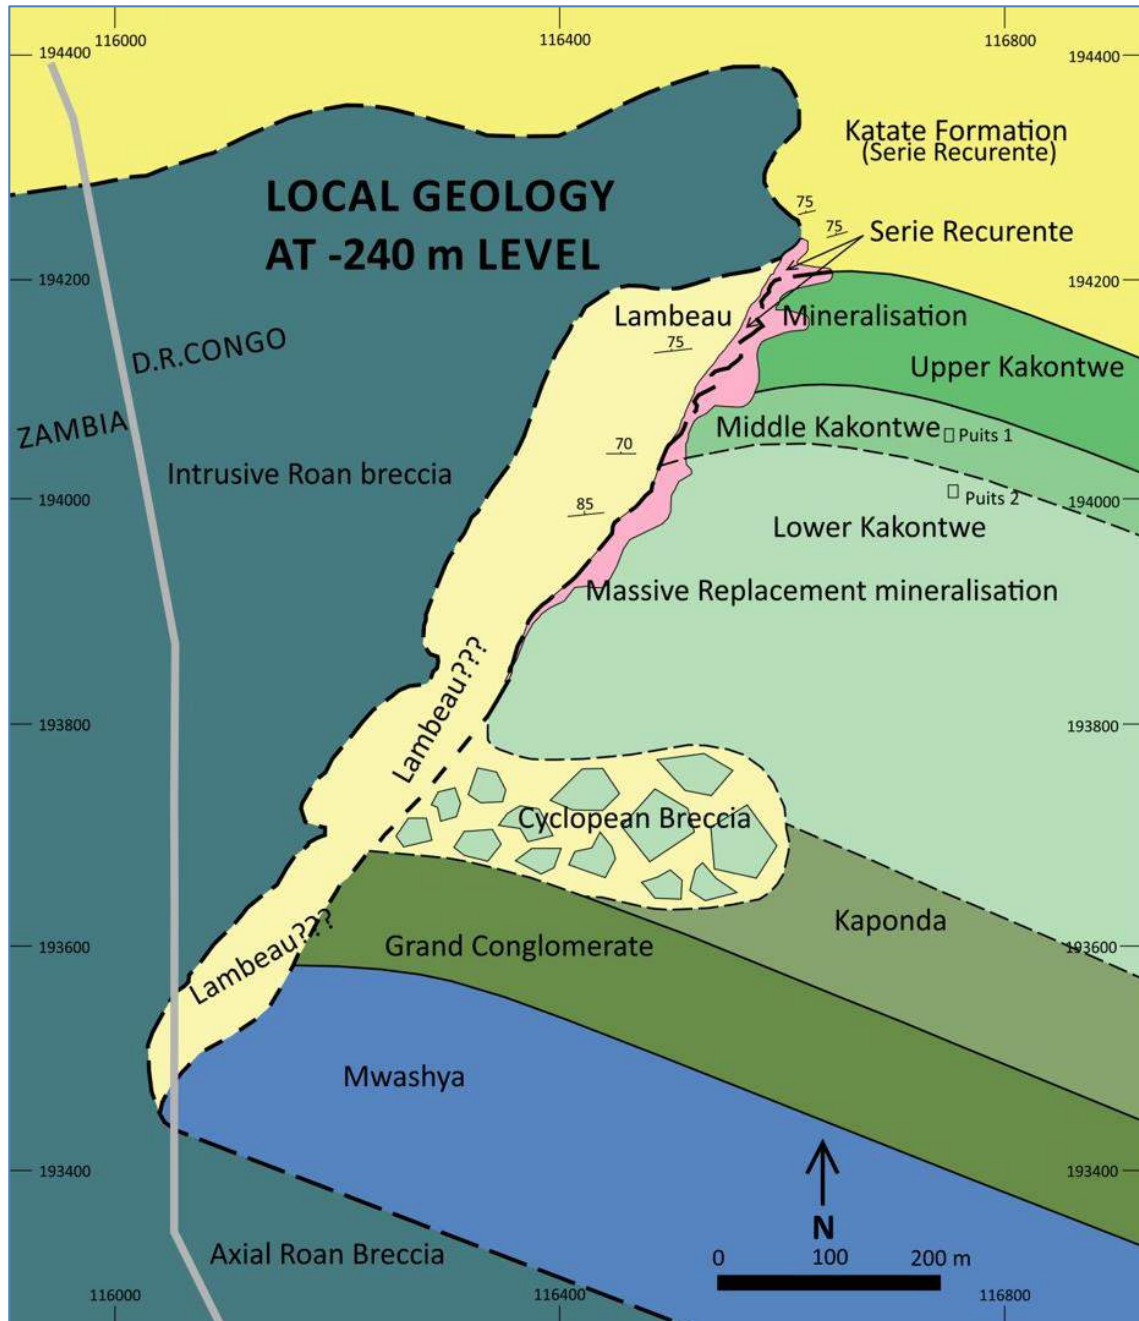 116000
116400
116800
194400
194400
Katate Formation
(Serie Recurente)
LOCAL GEOLOGY
AT -240 m LEVEL
75
75
Serie Recurente
194200
194200
Lambeau
Mineralisation
75
D.R.CONGO
Upper Kakontwe
ZAMBIA
Middle Kakontwe
Puits 1
70
Intrusive Roan breccia
194000
194000
Puits 2
85
Lower Kakontwe
Massive Replacement mineralisation
Lambeau???
193800
193800
Cyclopean Breccia
Kaponda
Lambeau???
193600
193600
Grand Conglomerate
Mwashya
193400
193400
N
Axial Roan Breccia
0 100 200 m
116000
116400
116800